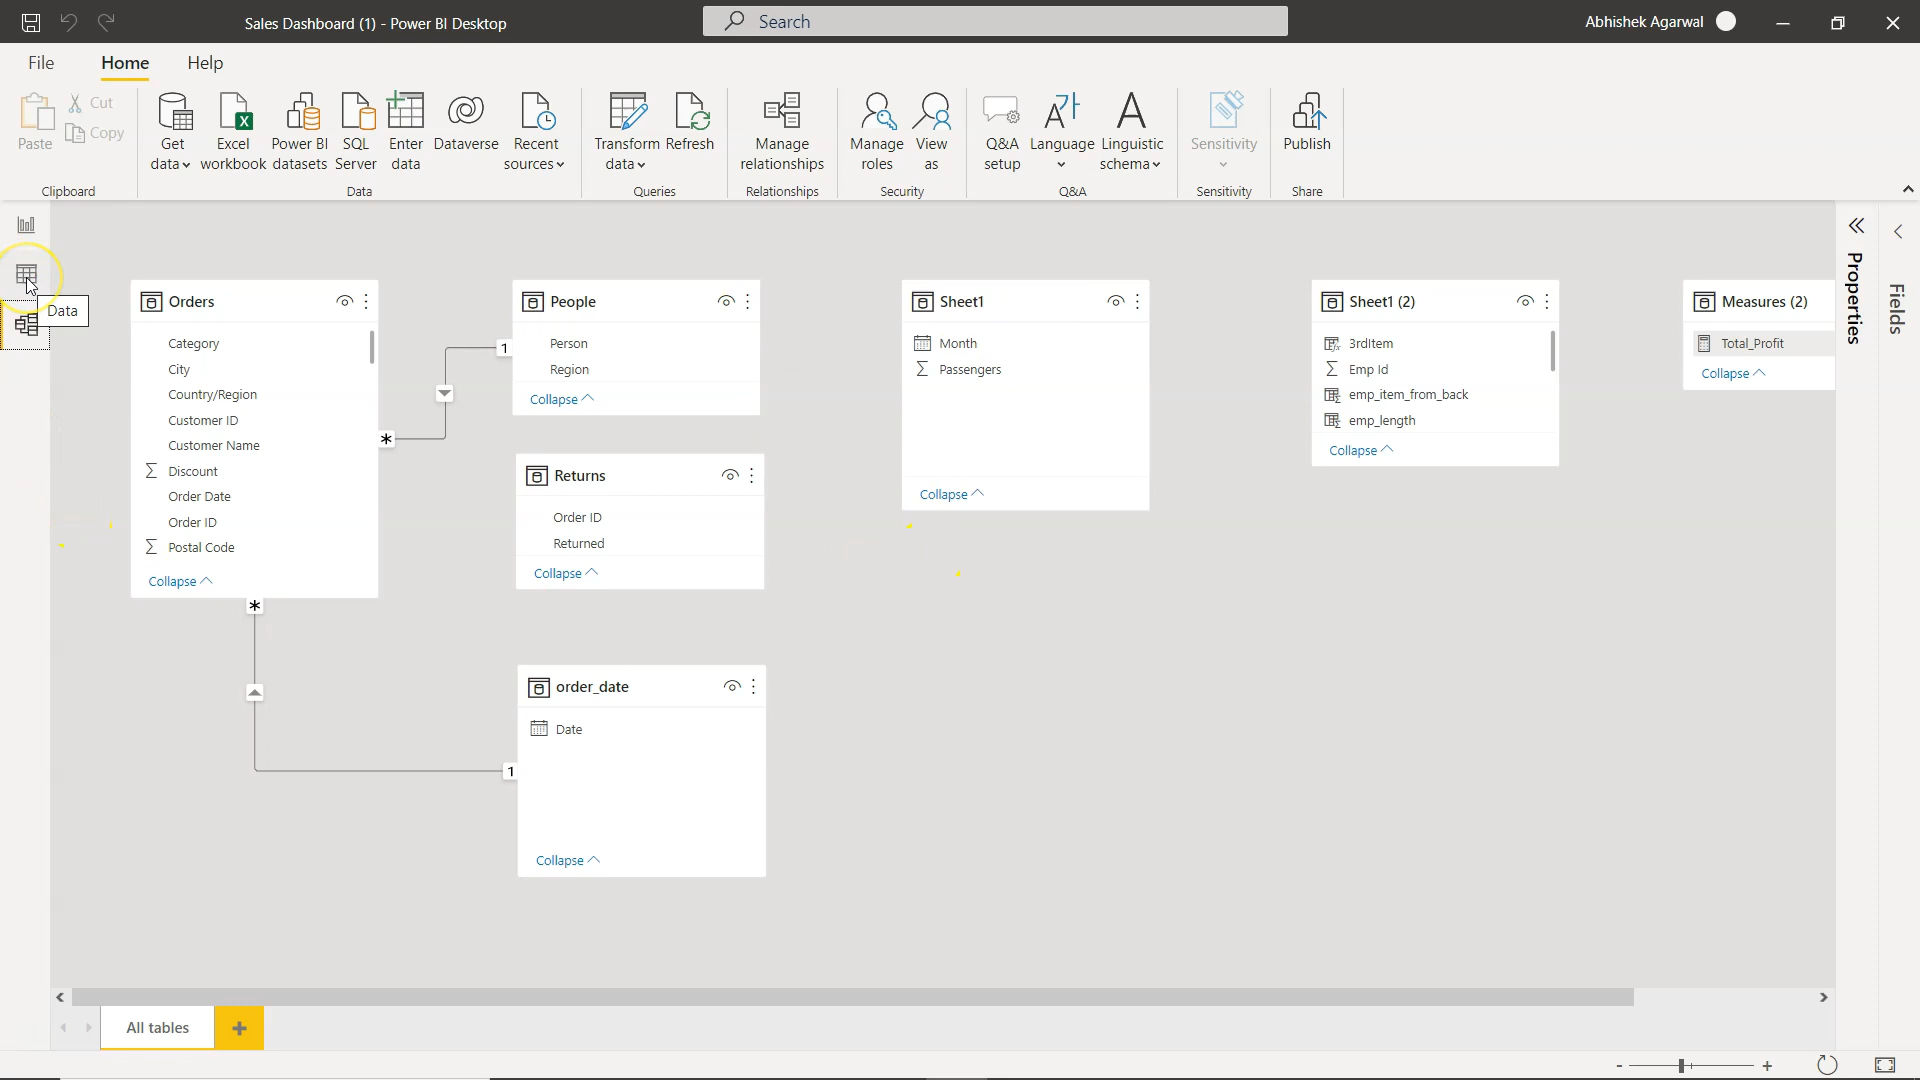 Sales Dashboard (1) - Power BI Desktop
Search
Abhishek Agarwal
File
Home
Help
Paste
Cut
Copy
Clipboard
Get data
Excel workbook
Power BI datasets
SQL Server
Enter data
Dataverse
Recent sources
Data
Transform data
Refresh
Queries
Manage relationships
Relationships
Manage roles
View as
Security
Q&A setup
Language
Linguistic schema
Q&A
Sensitivity
Sensitivity
Publish
Share
Data
Orders
Category
City
Country/Region
Customer ID
Customer Name
Discount
Order Date
Order ID
Postal Code
Collapse
*
1
People
Person
Region
Collapse
Returns
Order ID
Returned
Collapse
*
1
order_date
Date
Collapse
Sheet1
Month
Passengers
Collapse
Sheet1 (2)
3rdItem
Emp Id
emp_item_from_back
emp_length
Collapse
Measures (2)
Total_Profit
Collapse
Properties
Fields
All tables